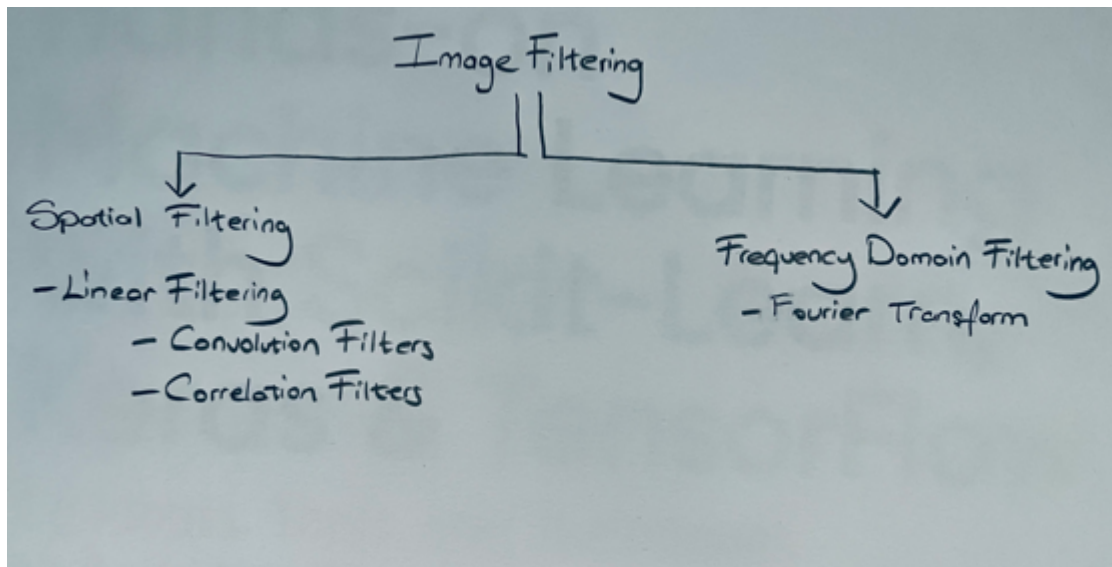 Image Filtering
Spatial Filtering
- Linear Filtering
- Convolution Filters
- Correlation Filters
Frequency Domain Filtering
- Fourier Transform